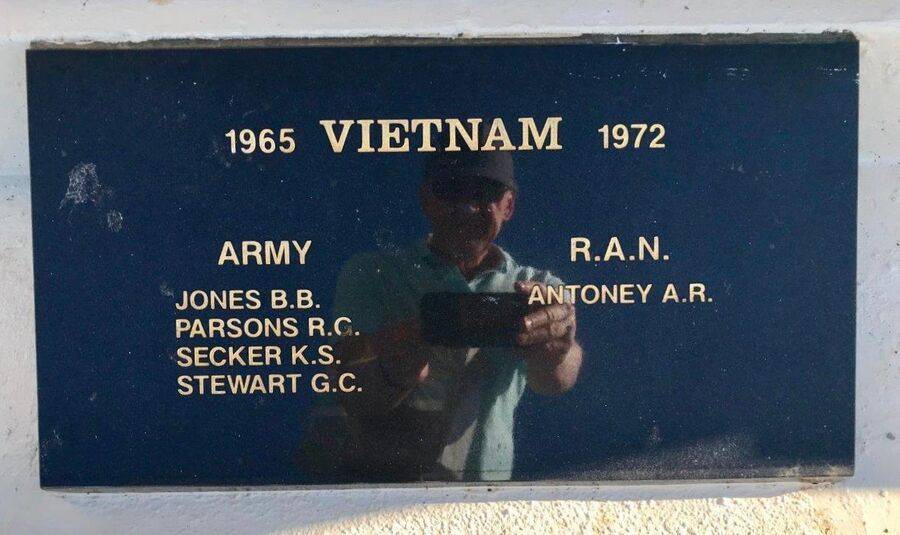 1965 VIETNAM 1972
ARMY
JONES B.B.
PARSONS R.G.
SECKER K.S.
STEWART G.C.
R.A.N.
ANTONEY A.R.